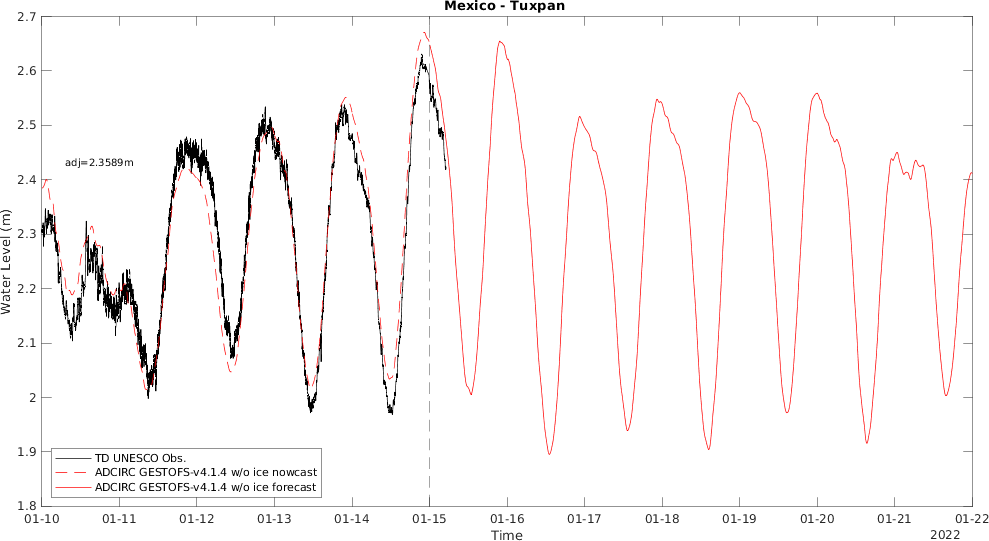 Mexico - Tuxpan
2.7
2.6
2.5
2.4
2.3
2.2
2.1
2
1.9
1.8
Water Level (m)
adj=2.3589m
TD UNESCO Obs.
ADCIRC GESTOFS-v4.1.4 w/o ice nowcast
ADCIRC GESTOFS-v4.1.4 w/o ice forecast
01-10 01-11 01-12 01-13 01-14 01-15 01-16 01-17 01-18 01-19 01-20 01-21 01-22
Time
2022